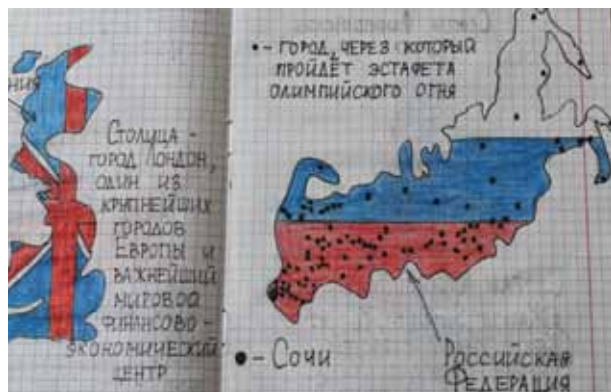 НИЯ
СТОЛИЦА -
ГОРОД ЛОНДОН,
ОДИН ИЗ
КРУПНЕЙШИХ
ГОРОДОВ
ЕВРОПЫ И
ВАЖНЕЙШИЙ
МИРОВОЙ
ФИНАНСОВО-
ЭКОНОМИЧЕСКИЙ
ЦЕНТР
• - ГОРОД, ЧЕРЕЗ КОТОРЫЙ
ПРОЙДЁТ ЭСТАФЕТА
ОЛИМПИЙСКОГО ОГНЯ
• - СОЧИ
РОССИЙСКАЯ
ФЕДЕРАЦИЯ